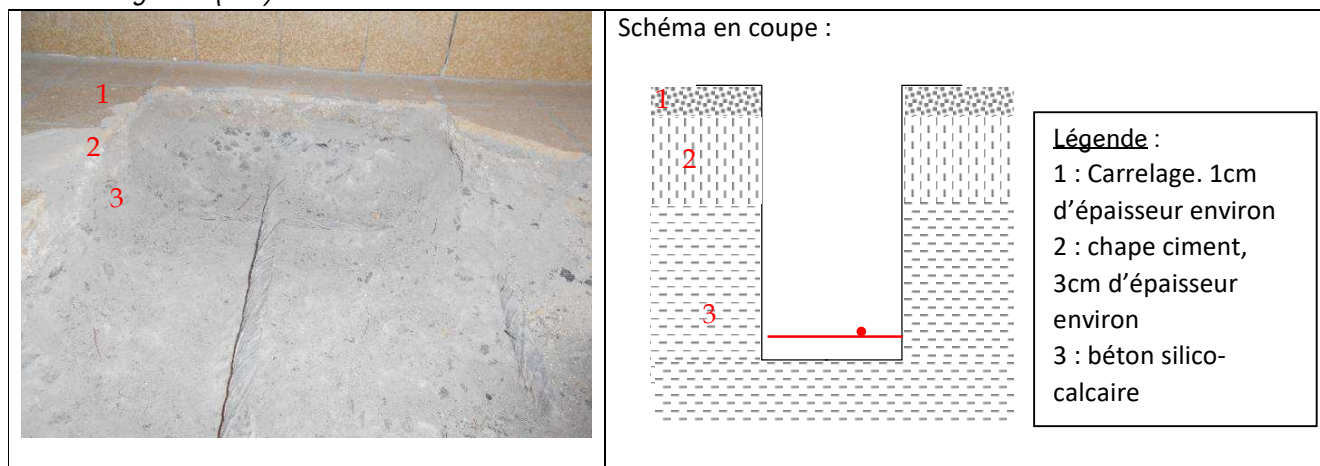 1
2
3
Schéma en coupe :
1
2
3
Légende :
1 : Carrelage. 1cm
d’épaisseur environ
2 : chape ciment,
3cm d’épaisseur
environ
3 : béton silico-
calcaire